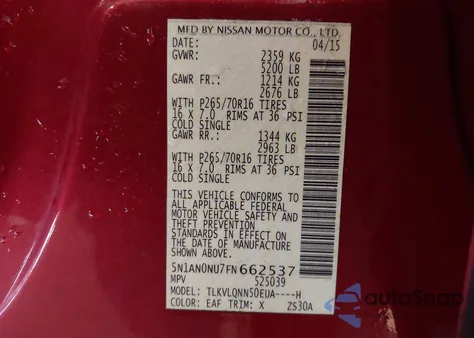 MFD BY NISSAN MOTOR CO., LTD.
DATE: 04/15
GVWR: 2359 KG
5200 LB
GAWR FR.: 1214 KG
2676 LB
WITH P265/70R16 TIRES
16 X 7.0 RIMS AT 36 PSI
COLD SINGLE
GAWR RR.: 1344 KG
2963 LB
WITH P265/70R16 TIRES
16 X 7.0 RIMS AT 36 PSI
COLD SINGLE
THIS VEHICLE CONFORMS TO
ALL APPLICABLE FEDERAL
MOTOR VEHICLE SAFETY AND
THEFT PREVENTION
STANDARDS IN EFFECT ON
THE DATE OF MANUFACTURE
SHOWN ABOVE.
5N1AN0NU7FN662537
MPV 525039
MODEL: TLKVLQNN50EUA----H
COLOR: EAF TRIM: X ZS30A
autoSnap